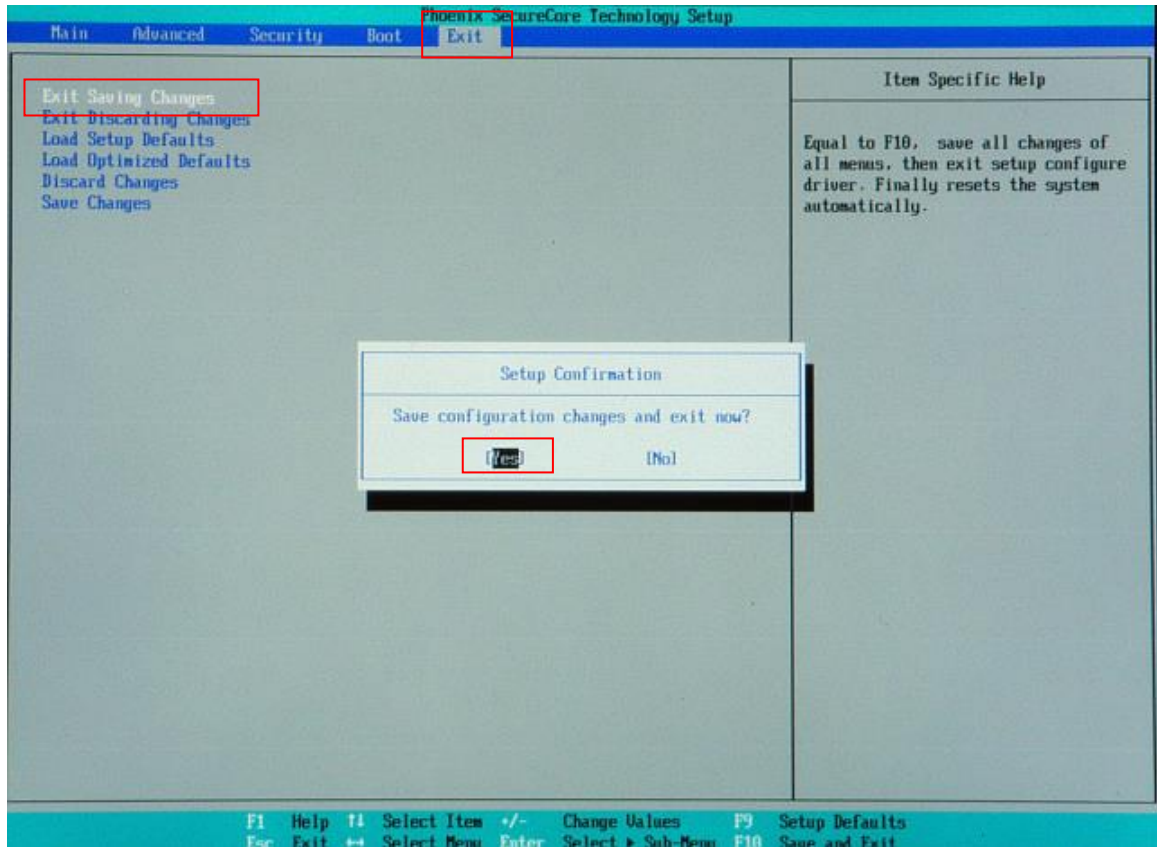 Phoenix SecureCore Technology Setup
Main Advanced Security Boot Exit
Exit Saving Changes
Exit Discarding Changes
Load Setup Defaults
Load Optimized Defaults
Discard Changes
Save Changes
Item Specific Help
Equal to F10, save all changes of
all menus, then exit setup configure
driver. Finally resets the system
automatically.
Setup Confirmation
Save configuration changes and exit now?
[Yes] [No]
F1 Help ↑↓ Select Item +/- Change Values F9 Setup Defaults
Esc Exit ↔ Select Menu Enter Select ▶ Sub-Menu F10 Save and Exit